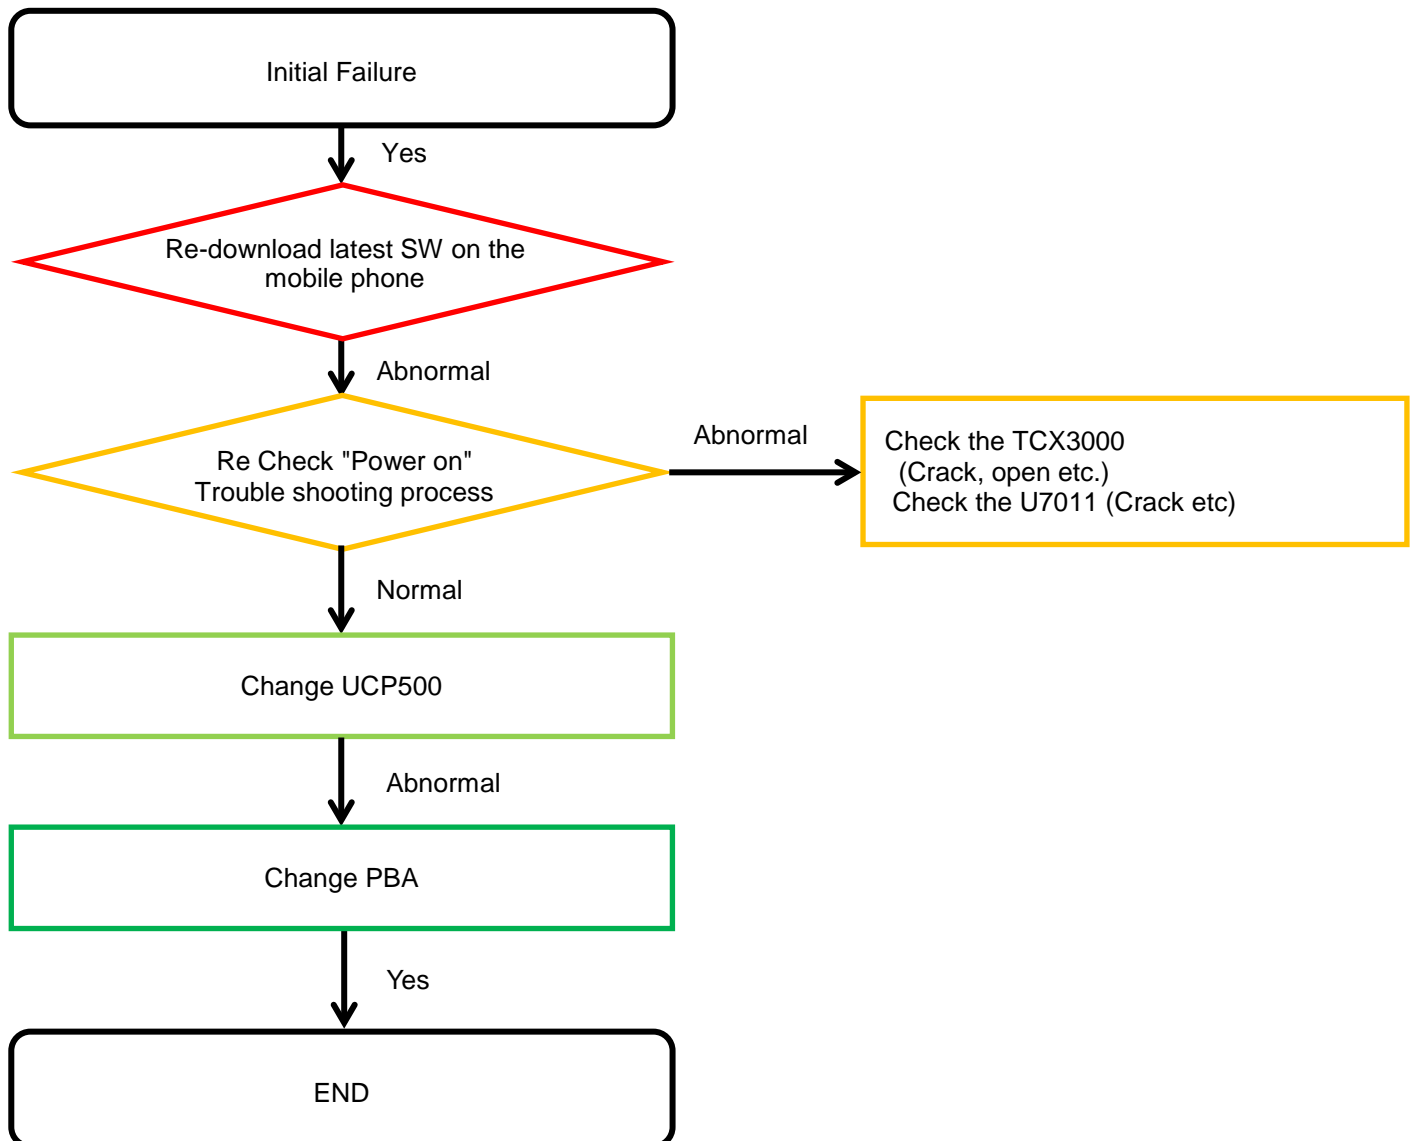 Initial Failure
Yes
Re-download latest SW on the
mobile phone
Abnormal
Re Check "Power on"
Trouble shooting process
Abnormal
Check the TCX3000
(Crack, open etc.)
Check the U7011 (Crack etc)
Normal
Change UCP500
Abnormal
Change PBA
Yes
END